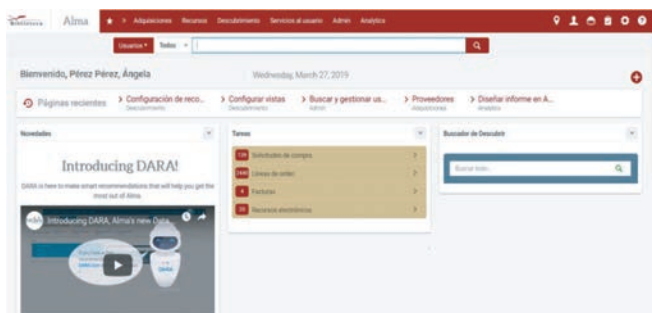 Biblioteca
Alma
Adquisiciones Recursos Descubrimiento Servicios al usuario Admin Analytica
Usuarios Todos
Bienvenido, Pérez Pérez, Ángela
Wednesday, March 27, 2019
Páginas recientes
Configuración de reco...
Descubrimiento
Configurar vistas
Descubrimiento
Buscar y gestionar us...
Admin
Proveedores
Adquisiciones
Diseñar informe en A...
Analytics
Novedades
Introducing DARA!
DARA is here to make smart recommendations that will help you get the
most out of Alma.
Introducing DARA, Alma's new Data...
DARA
Tareas
Solicitudes de compra
Líneas de orden
4 Facturas
Recursos electrónicos
Buscador de Descubrir
Buscar todo...